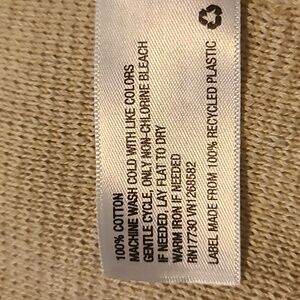 100% COTTON
MACHINE WASH COLD WITH LIKE COLORS
GENTLE CYCLE, ONLY NON-CHLORINE BLEACH
IF NEEDED, LAY FLAT TO DRY
WARM IRON IF NEEDED
RN17730 VN1268582
LABEL MADE FROM 100% RECYCLED PLASTIC